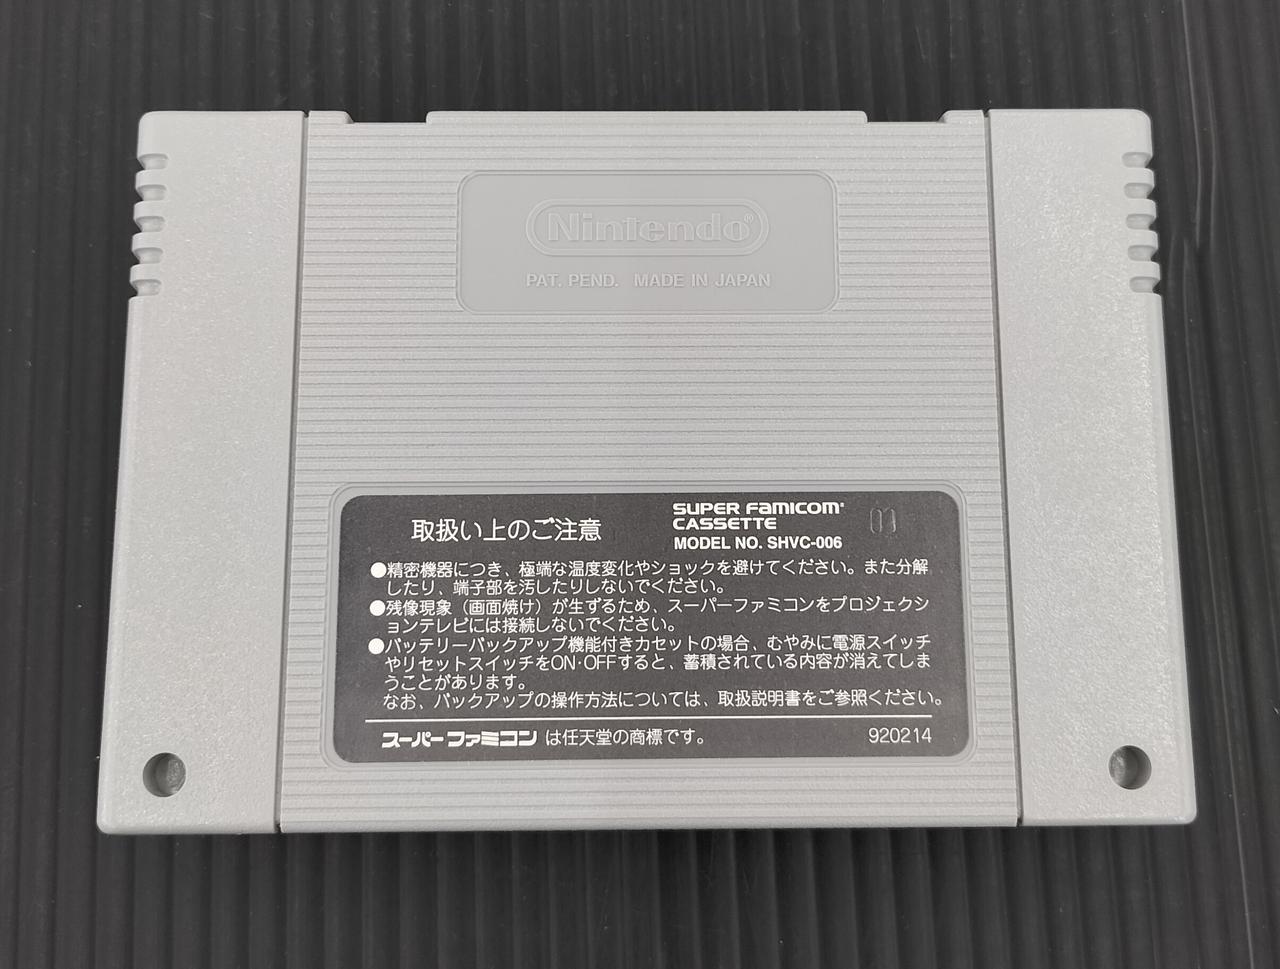 Nintendo®
PAT. PEND. MADE IN JAPAN
取扱い上のご注意
SUPER FAMICOM®
CASSETTE
MODEL NO. SHVC-006
●精密機器につき、極端な温度変化やショックを避けてください。また分解
したり、端子部を汚したりしないでください。
●残像現象（画面焼け）が生ずるため、スーパーファミコンをプロジェクシ
ョンテレビには接続しないでください。
●バッテリーバックアップ機能付きカセットの場合、むやみに電源スイッチ
やリセットスイッチをON・OFFすると、蓄積されている内容が消えてしま
うことがあります。
なお、バックアップの操作方法については、取扱説明書をご参照ください。
スーパーファミコン は任天堂の商標です。
920214